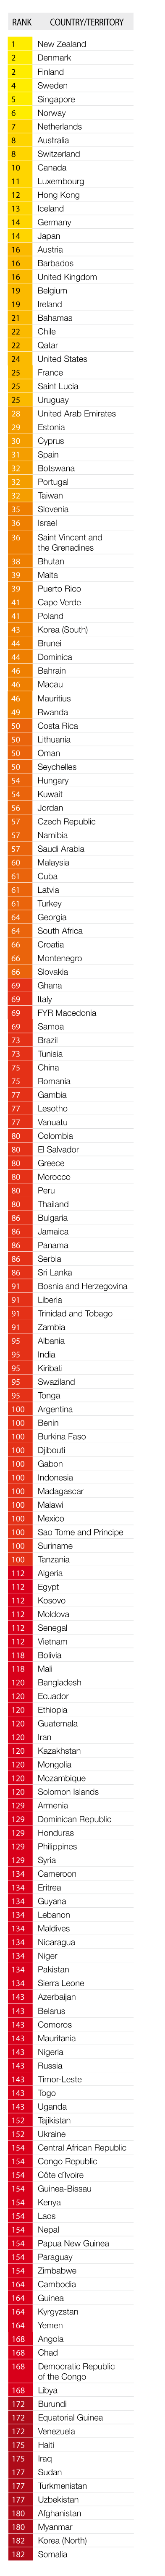 RANK COUNTRY/TERRITORY
1 New Zealand
2 Denmark
2 Finland
4 Sweden
5 Singapore
6 Norway
7 Netherlands
8 Australia
8 Switzerland
10 Canada
11 Luxembourg
12 Hong Kong
13 Iceland
14 Germany
14 Japan
16 Austria
16 Barbados
16 United Kingdom
19 Belgium
19 Ireland
21 Bahamas
22 Chile
22 Qatar
24 United States
25 France
25 Saint Lucia
25 Uruguay
28 United Arab Emirates
29 Estonia
30 Cyprus
31 Spain
32 Botswana
32 Portugal
32 Taiwan
35 Slovenia
36 Israel
36 Saint Vincent and
the Grenadines
38 Bhutan
39 Malta
39 Puerto Rico
41 Cape Verde
41 Poland
43 Korea (South)
44 Brunei
44 Dominica
46 Bahrain
46 Macau
46 Mauritius
49 Rwanda
50 Costa Rica
50 Lithuania
50 Oman
50 Seychelles
54 Hungary
54 Kuwait
56 Jordan
57 Czech Republic
57 Namibia
57 Saudi Arabia
60 Malaysia
61 Cuba
61 Latvia
61 Turkey
64 Georgia
64 South Africa
66 Croatia
66 Montenegro
66 Slovakia
69 Ghana
69 Italy
69 FYR Macedonia
69 Samoa
73 Brazil
73 Tunisia
75 China
75 Romania
77 Gambia
77 Lesotho
77 Vanuatu
80 Colombia
80 El Salvador
80 Greece
80 Morocco
80 Peru
80 Thailand
86 Bulgaria
86 Jamaica
86 Panama
86 Serbia
86 Sri Lanka
91 Bosnia and Herzegovina
91 Liberia
91 Trinidad and Tobago
91 Zambia
95 Albania
95 India
95 Kiribati
95 Swaziland
95 Tonga
100 Argentina
100 Benin
100 Burkina Faso
100 Djibouti
100 Gabon
100 Indonesia
100 Madagascar
100 Malawi
100 Mexico
100 Sao Tome and Principe
100 Suriname
100 Tanzania
112 Algeria
112 Egypt
112 Kosovo
112 Moldova
112 Senegal
112 Vietnam
118 Bolivia
118 Mali
120 Bangladesh
120 Ecuador
120 Ethiopia
120 Guatemala
120 Iran
120 Kazakhstan
120 Mongolia
120 Mozambique
120 Solomon Islands
129 Armenia
129 Dominican Republic
129 Honduras
129 Philippines
129 Syria
134 Cameroon
134 Eritrea
134 Guyana
134 Lebanon
134 Maldives
134 Nicaragua
134 Niger
134 Pakistan
134 Sierra Leone
143 Azerbaijan
143 Belarus
143 Comoros
143 Mauritania
143 Nigeria
143 Russia
143 Timor-Leste
143 Togo
143 Uganda
152 Tajikistan
152 Ukraine
154 Central African Republic
154 Congo Republic
154 Côte d'Ivoire
154 Guinea-Bissau
154 Kenya
154 Laos
154 Nepal
154 Papua New Guinea
154 Paraguay
154 Zimbabwe
164 Cambodia
164 Guinea
164 Kyrgyzstan
164 Yemen
168 Angola
168 Chad
168 Democratic Republic
of the Congo
168 Libya
172 Burundi
172 Equatorial Guinea
172 Venezuela
175 Haiti
175 Iraq
177 Sudan
177 Turkmenistan
177 Uzbekistan
180 Afghanistan
180 Myanmar
182 Korea (North)
182 Somalia